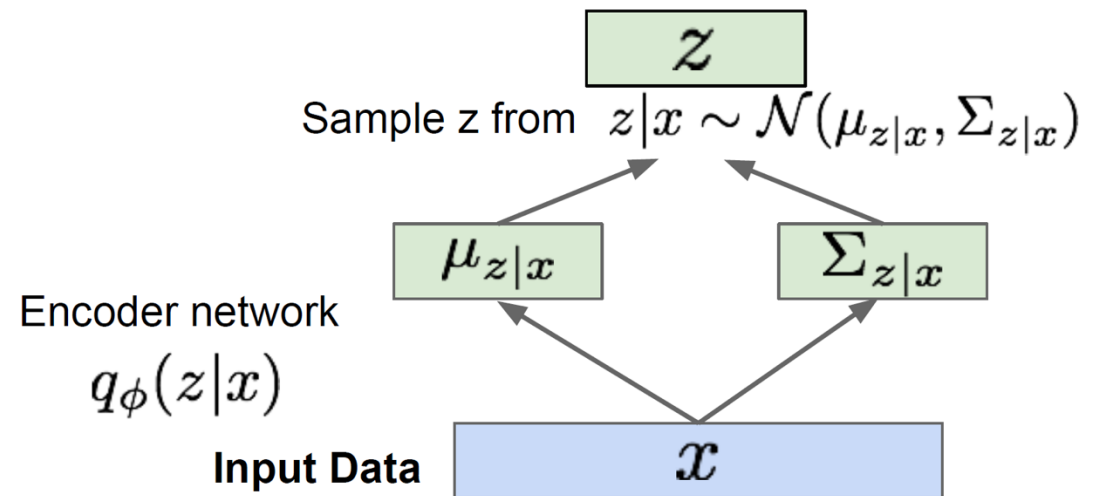 z
Sample z from z|x ∼ 𝒩(μ_{z|x}, Σ_{z|x})
μ_{z|x} Σ_{z|x}
Encoder network
q_ϕ(z|x)
Input Data x